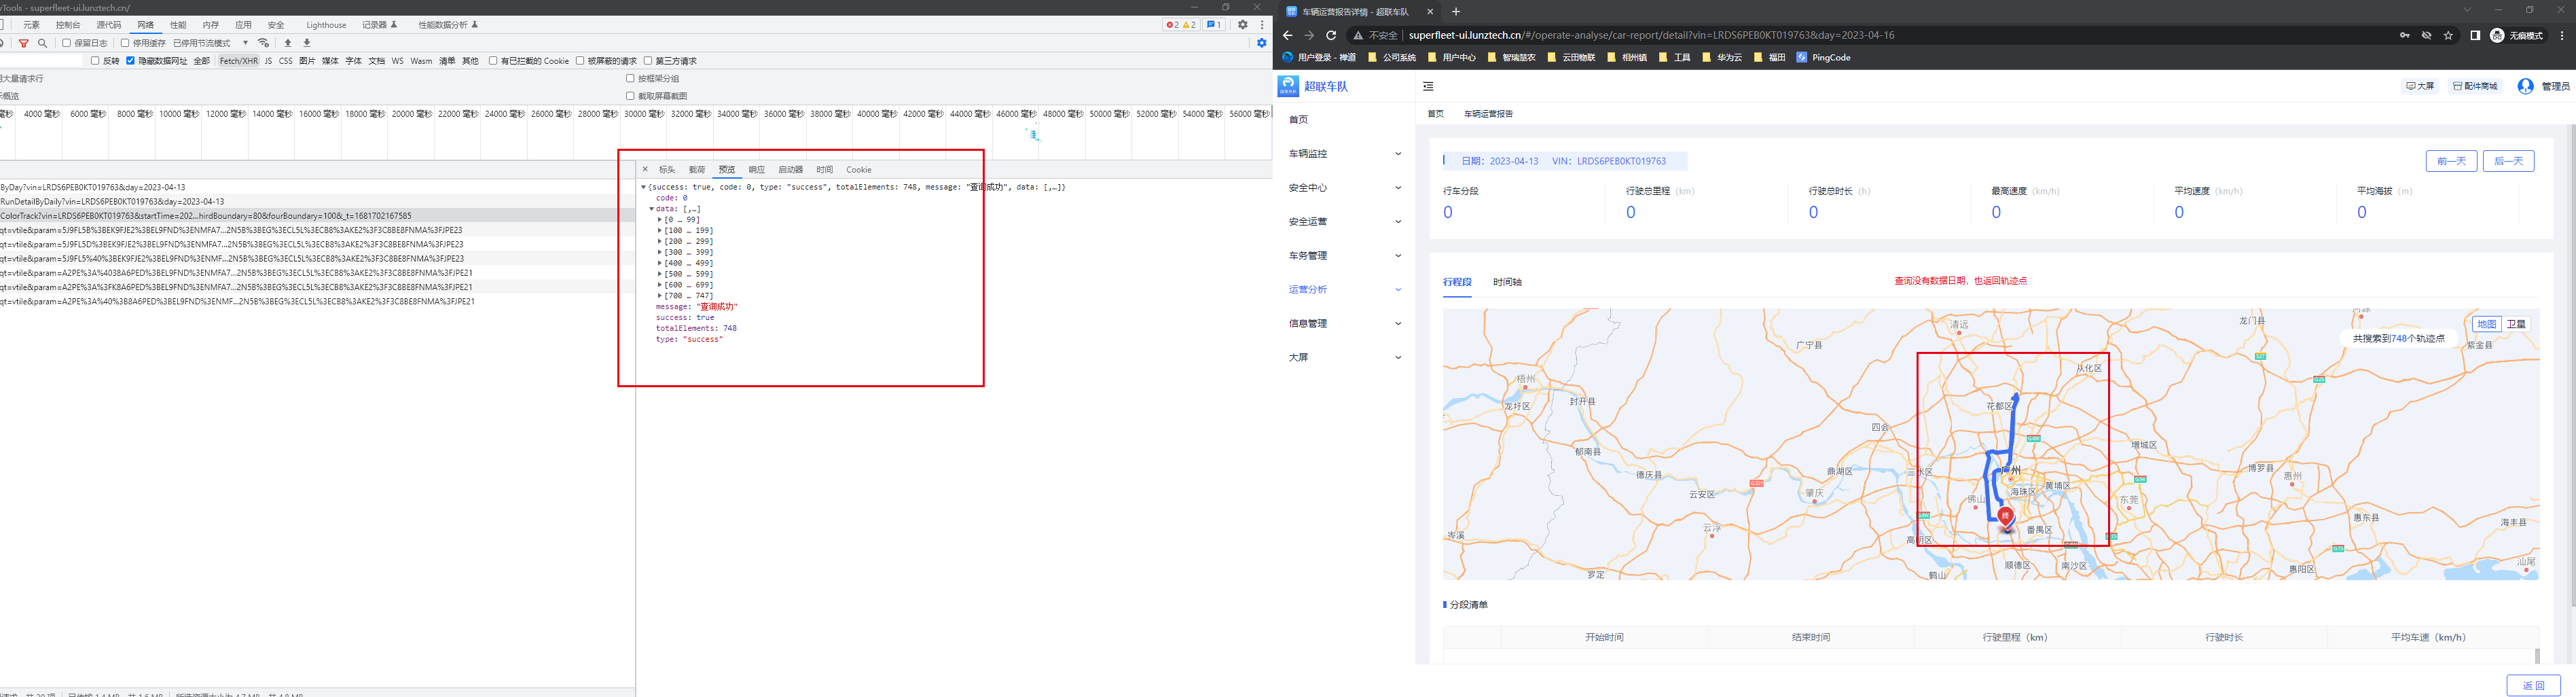 vTools - superfleet-ui.lunztech.cn/
元素 控制台 源代码 网络 性能 内存 应用 安全 Lighthouse 记录器 性能数据分析 2 2 1
保留日志 停用缓存 已停用节流模式
反转 隐藏数据网址 全部 Fetch/XHR JS CSS 图片 媒体 字体 文档 WS Wasm 清单 其他 有已拦截的 Cookie 被屏蔽的请求 第三方请求
大量请求行 按框架分组
概览 截取屏幕截图
毫秒 4000 毫秒 6000 毫秒 8000 毫秒 10000 毫秒 12000 毫秒 14000 毫秒 16000 毫秒 18000 毫秒 20000 毫秒 22000 毫秒 24000 毫秒 26000 毫秒 28000 毫秒 30000 毫秒 32000 毫秒 34000 毫秒 36000 毫秒 38000 毫秒 40000 毫秒 42000 毫秒 44000 毫秒 46000 毫秒 48000 毫秒 50000 毫秒 52000 毫秒 54000 毫秒 56000 毫秒
ByDay?vin=LRDS6PEB0KT019763&day=2023-04-13
RunDetailByDaily?vin=LRDS6PEB0KT019763&day=2023-04-13
ColorTrack?vin=LRDS6PEB0KT019763&startTime=202...hirdBoundary=80&fourBoundary=100&_t=1681702167585
qt=vtile&param=5J9FL5B%3BEK9FJE2%3BEL9FND%3ENMFA7...2N5B%3BEG%3ECL5L%3ECB8%3AKE2%3F3C8BE8FNMA%3FJPE23
qt=vtile&param=5J9FL5D%3BEK9FJE2%3BEL9FND%3ENMFA7...2N5B%3BEG%3ECL5L%3ECB8%3AKE2%3F3C8BE8FNMA%3FJPE23
qt=vtile&param=5J9FL5%40%3BEK9FJE2%3BEL9FND%3ENMF...2N5B%3BEG%3ECL5L%3ECB8%3AKE2%3F3C8BE8FNMA%3FJPE23
qt=vtile&param=A2PE%3A%4038A6PED%3BEL9FND%3ENMFA7...2N5B%3BEG%3ECL5L%3ECB8%3AKE2%3F3C8BE8FNMA%3FJPE21
qt=vtile&param=A2PE%3A%3FK8A6PED%3BEL9FND%3ENMFA7...2N5B%3BEG%3ECL5L%3ECB8%3AKE2%3F3C8BE8FNMA%3FJPE21
qt=vtile&param=A2PE%3A%40%3B8A6PED%3BEL9FND%3ENMF...2N5B%3BEG%3ECL5L%3ECB8%3AKE2%3F3C8BE8FNMA%3FJPE21
× 标头 载荷 预览 响应 启动器 时间 Cookie
{success: true, code: 0, type: "success", totalElements: 748, message: "查询成功", data: [,…]}
code: 0
data: [,…]
[0 … 99]
[100 … 199]
[200 … 299]
[300 … 399]
[400 … 499]
[500 … 599]
[600 … 699]
[700 … 747]
message: "查询成功"
success: true
totalElements: 748
type: "success"
车辆运营报告详情 - 超联车队
不安全 superfleet-ui.lunztech.cn/#/operate-analyse/car-report/detail?vin=LRDS6PEB0KT019763&day=2023-04-16 无痕模式
用户登录 - 禅道 公司系统 用户中心 智瑞慧农 云田物联 相州镇 工具 华为云 福田 PingCode
超联车队 大屏 配件商城 管理员
首页
车辆监控
安全中心
安全运营
车务管理
运营分析
信息管理
大屏
首页 车辆运营报告
日期：2023-04-13 VIN：LRDS6PEB0KT019763 前一天 后一天
行车分段 行驶总里程（km） 行驶总时长（h） 最高速度（km/h） 平均速度（km/h） 平均海拔（m）
0 0 0 0 0 0
行程段 时间轴 查询没有数据日期，也返回轨迹点
清远 龙门县 地图 卫星
共搜索到748个轨迹点
广宁县 紫金县
从化区
梧州
龙圩区 封开县 花都区
四会
郁南县 增城区
德庆县 鼎湖区 三水区 广州 博罗县 惠州
云安区 肇庆 佛山 海珠区 黄埔区 东莞
终
云浮 番禺区 惠东县 海丰县
岑溪 高明区
罗定 鹤山 顺德区 南沙区 惠阳区 汕尾
分段清单
开始时间 结束时间 行驶里程（km） 行驶时长 平均车速（km/h）
返 回